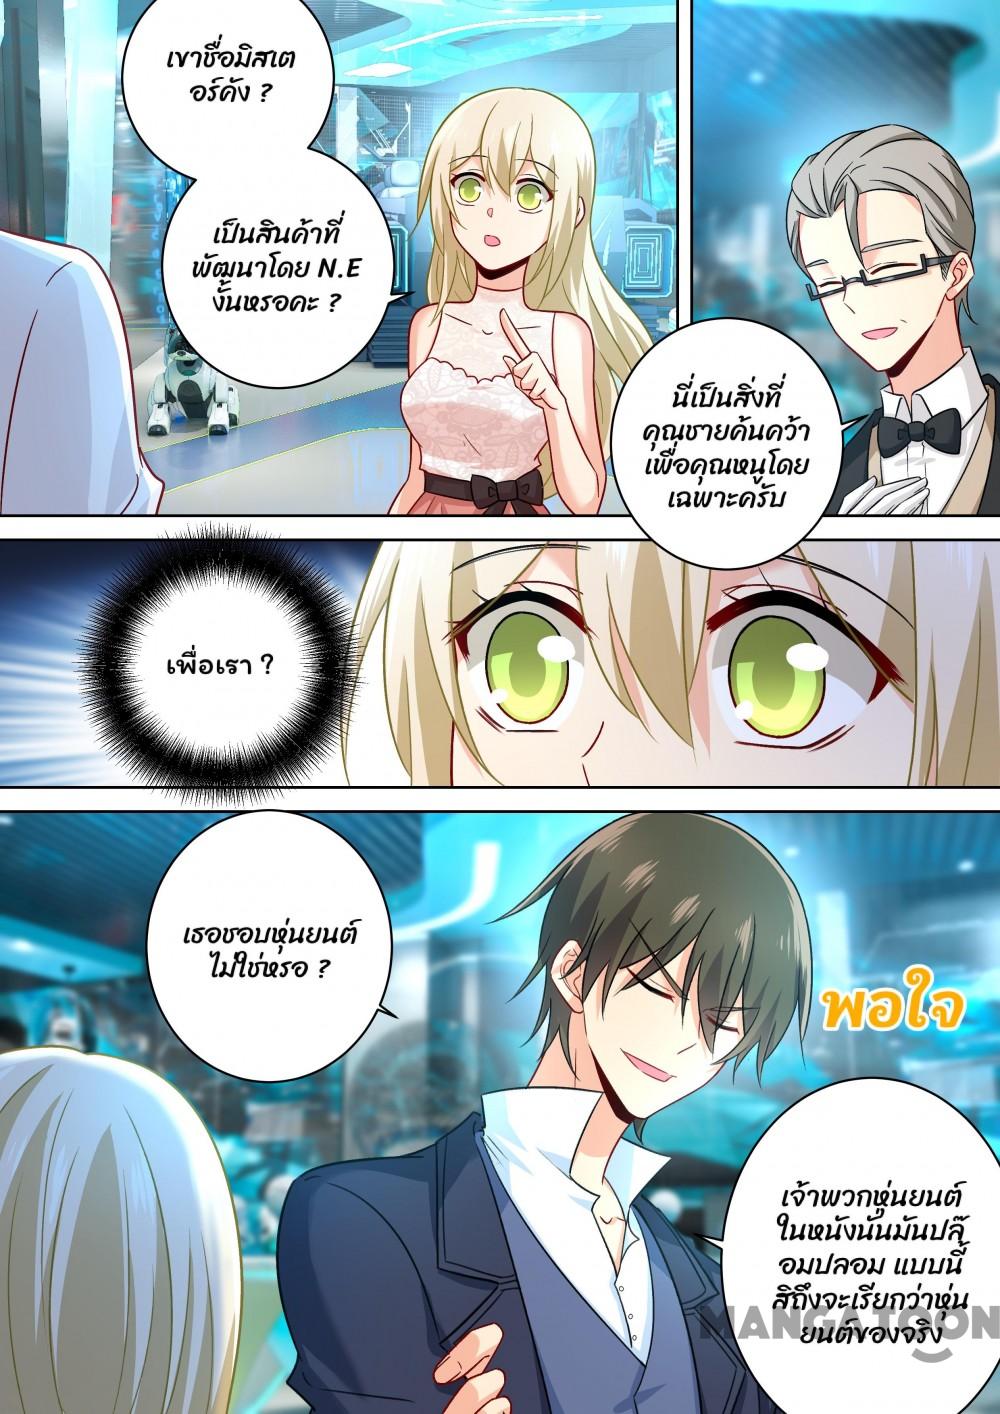 เขาชื่อมิสเต
อร์คัง ?
เป็นสินค้าที่
พัฒนาโดย N.E
งั้นหรอคะ ?
นี่เป็นสิ่งที่
คุณชายค้นคว้า
เพื่อคุณหนูโดย
เฉพาะครับ
เพื่อเรา ?
เธอชอบหุ่นยนต์
ไม่ใช่หรอ ?
พอใจ
เจ้าพวกหุ่นยนต์
ในหนังนั่นมันปล๊
อมปลอม แบบนี้
สิถึงจะเรียกว่าหุ่น
ยนต์ของจริง
MANGATOON